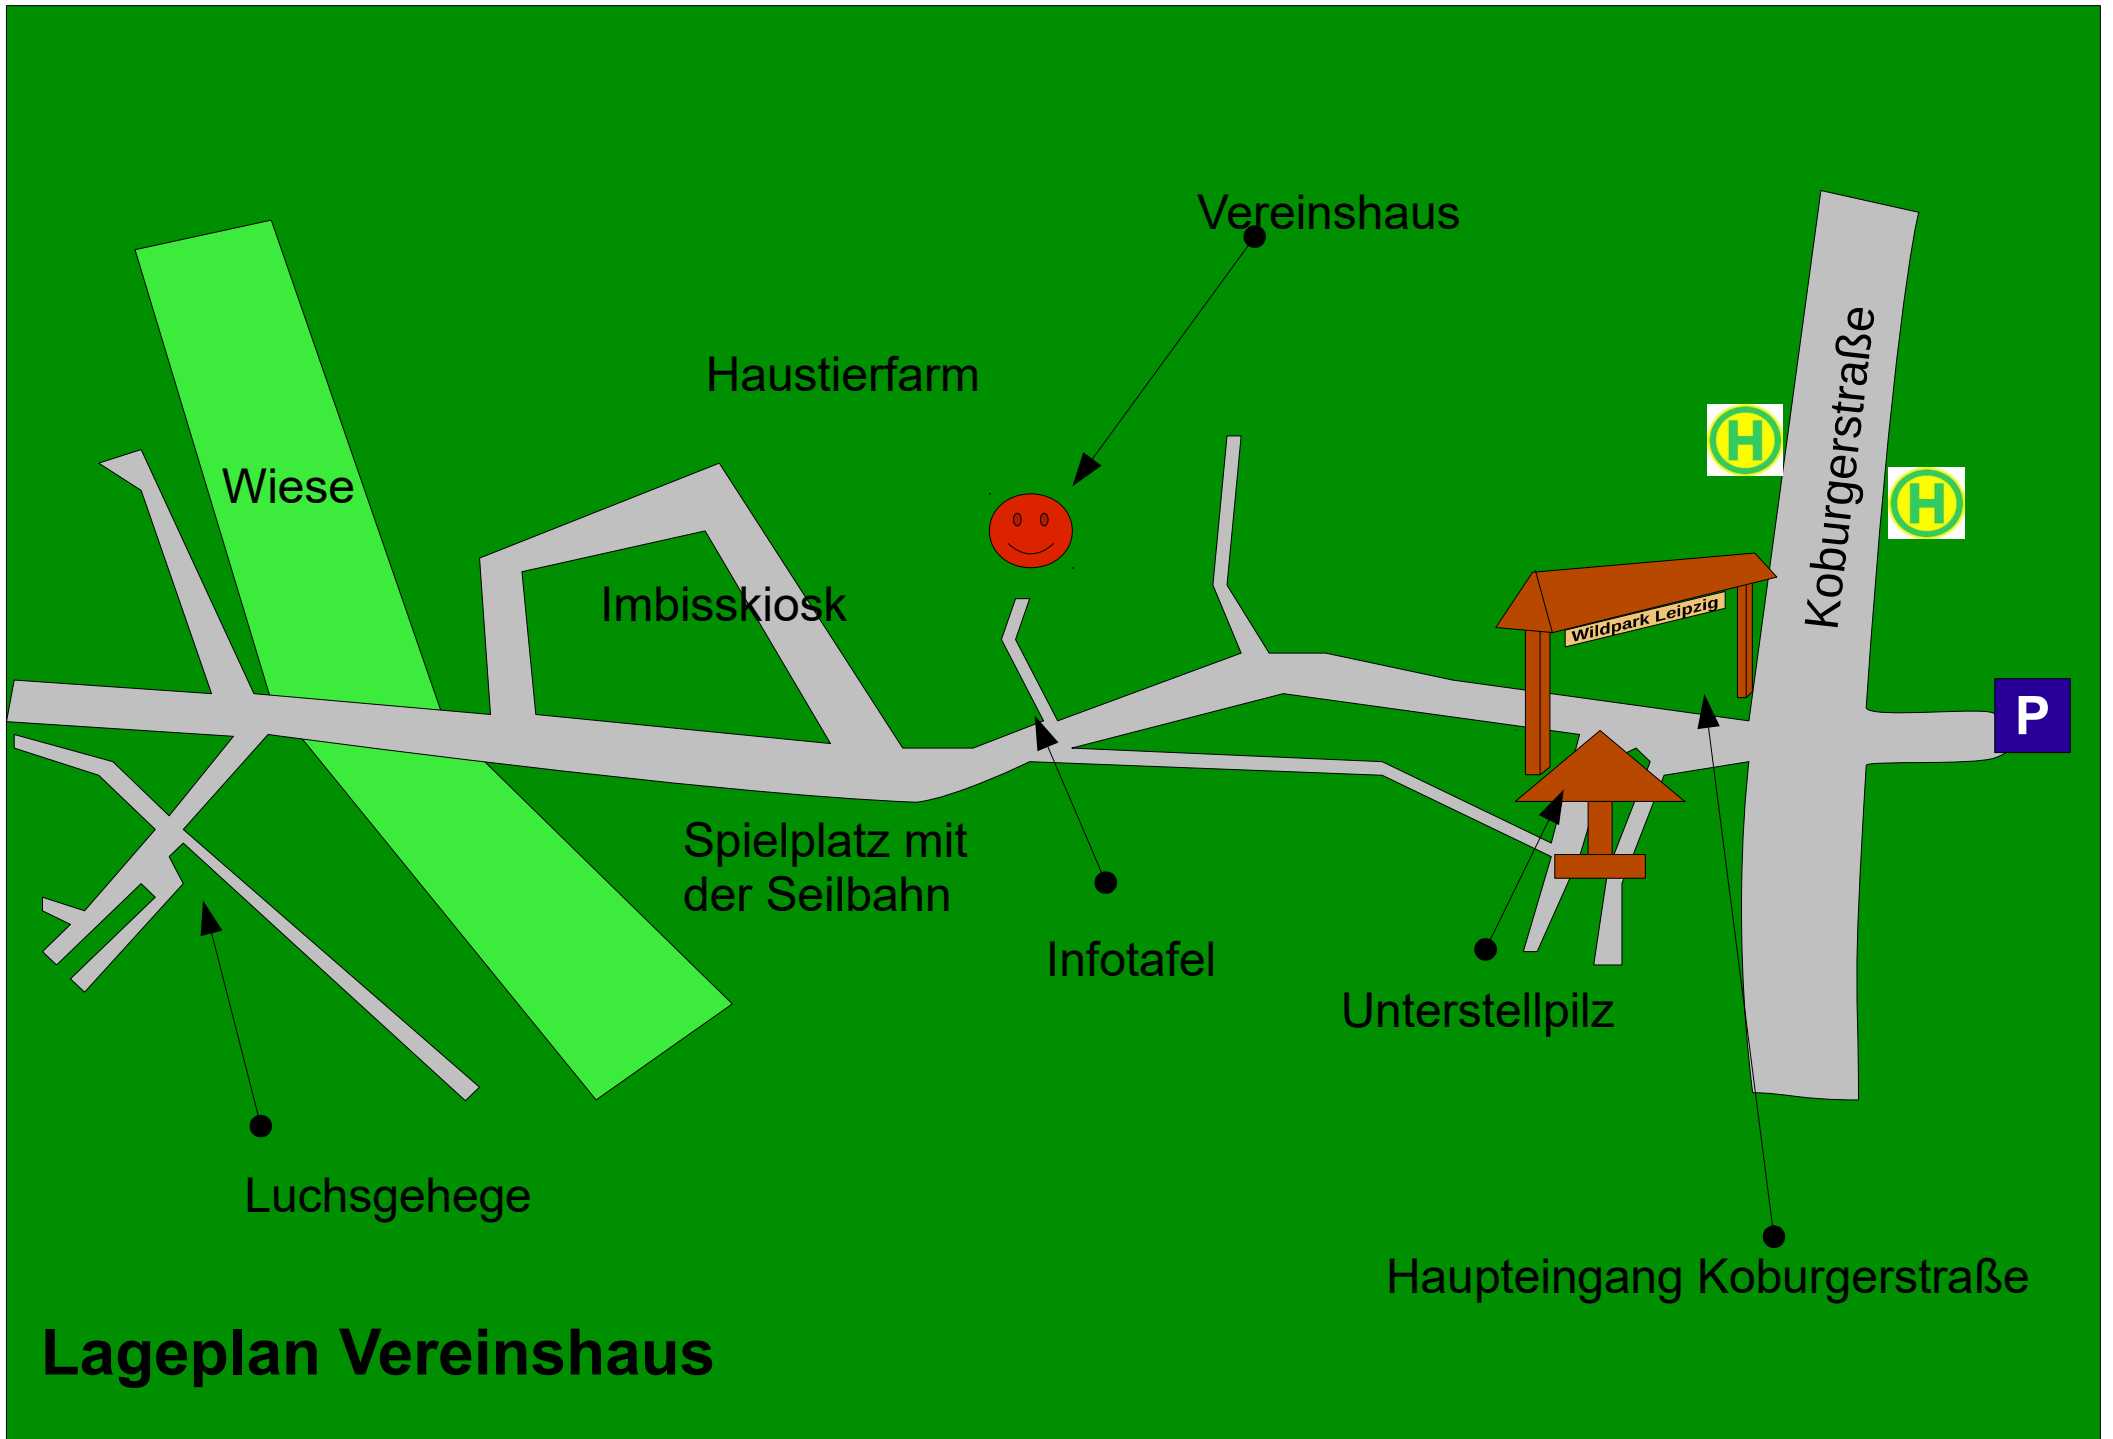 Vereinshaus
Haustierfarm
Koburgerstraße
H
H
Wiese
Imbisskiosk
Wildpark Leipzig
P
Spielplatz mit
der Seilbahn
Infotafel
Unterstellpilz
Luchsgehege
Haupteingang Koburgerstraße
Lageplan Vereinshaus